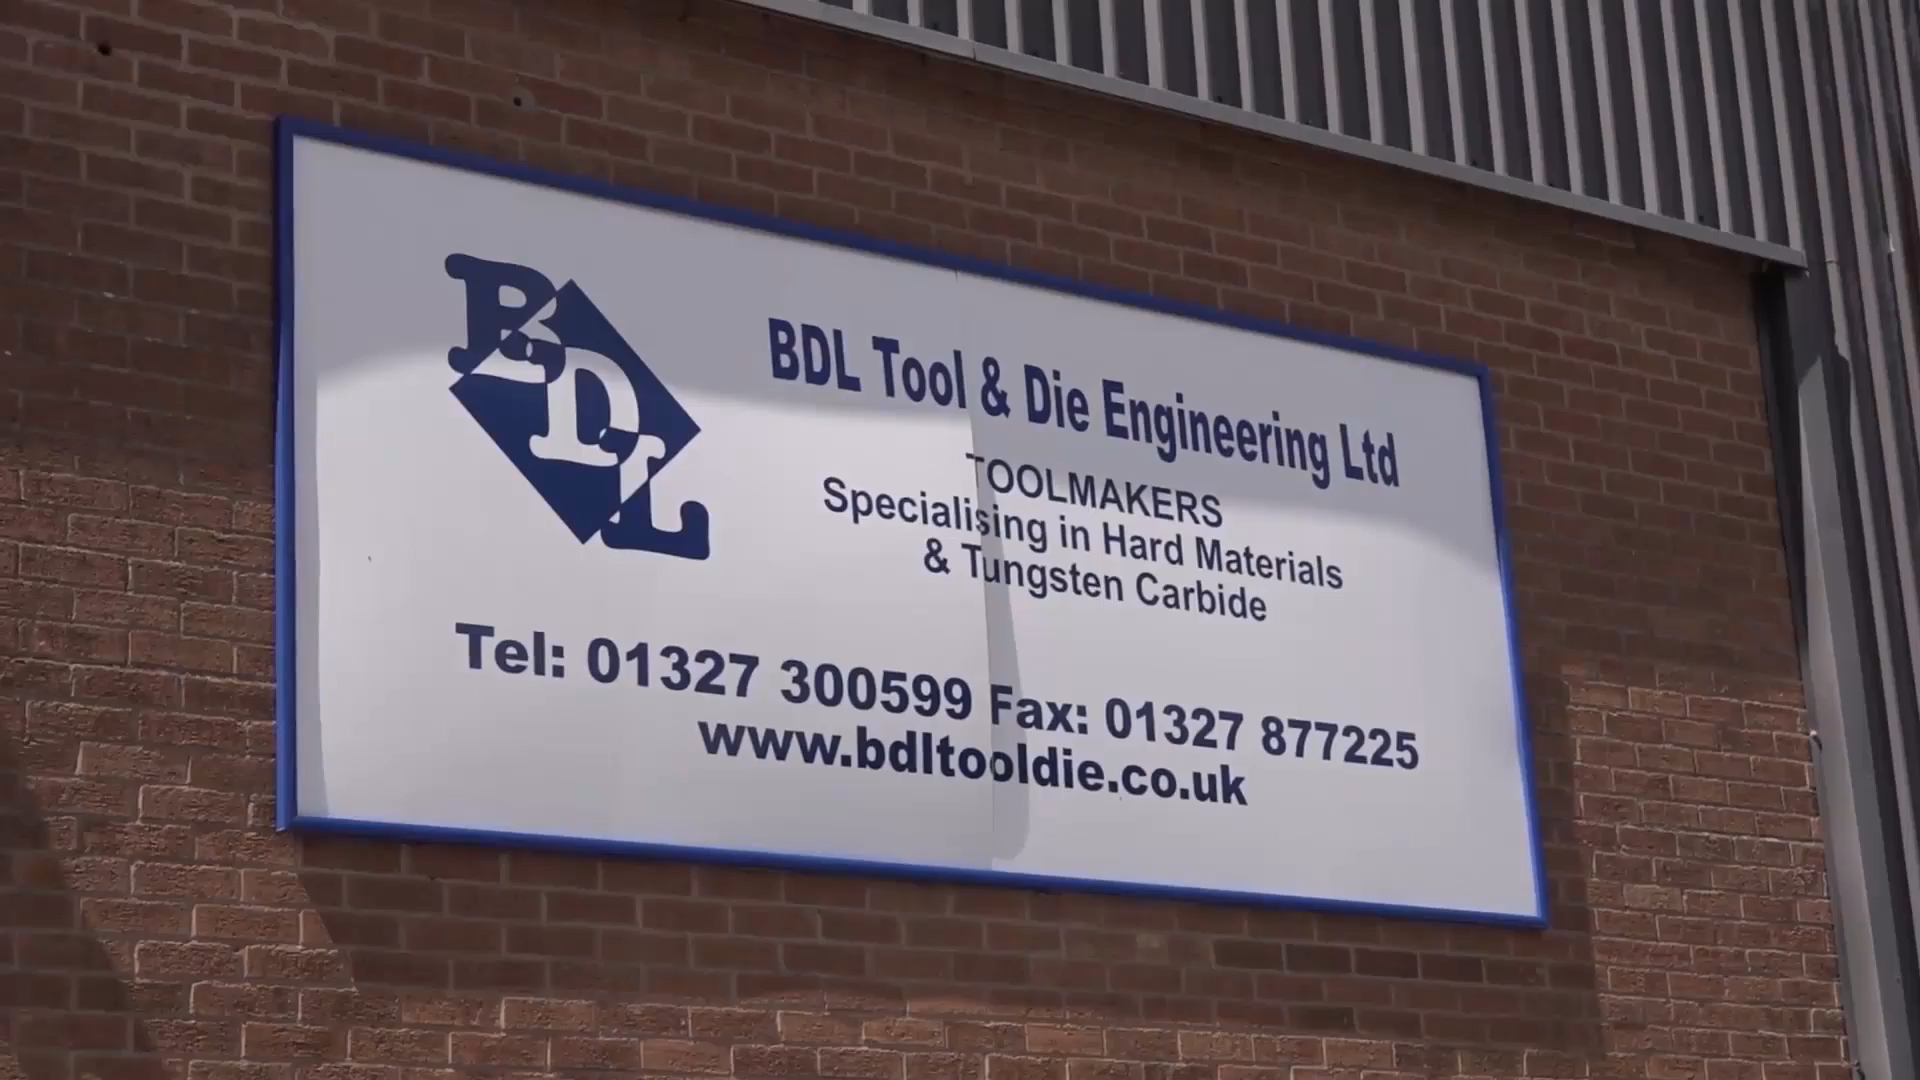 BDL
BDL Tool & Die Engineering Ltd
TOOLMAKERS
Specialising in Hard Materials
& Tungsten Carbide
Tel: 01327 300599 Fax: 01327 877225
www.bdltooldie.co.uk